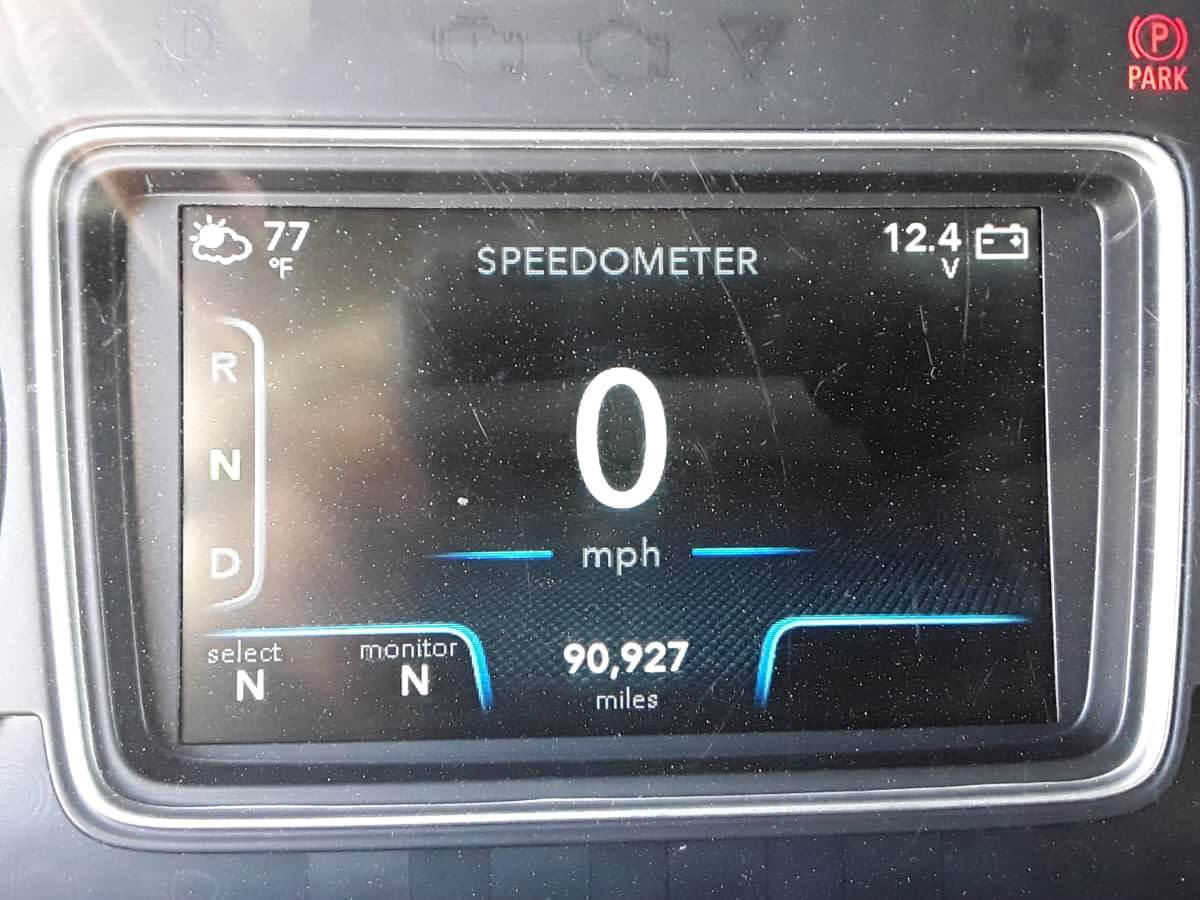 P
PARK
77
°F
SPEEDOMETER
12.4
V
R
N
D
0
mph
select
N
monitor
N
90,927
miles